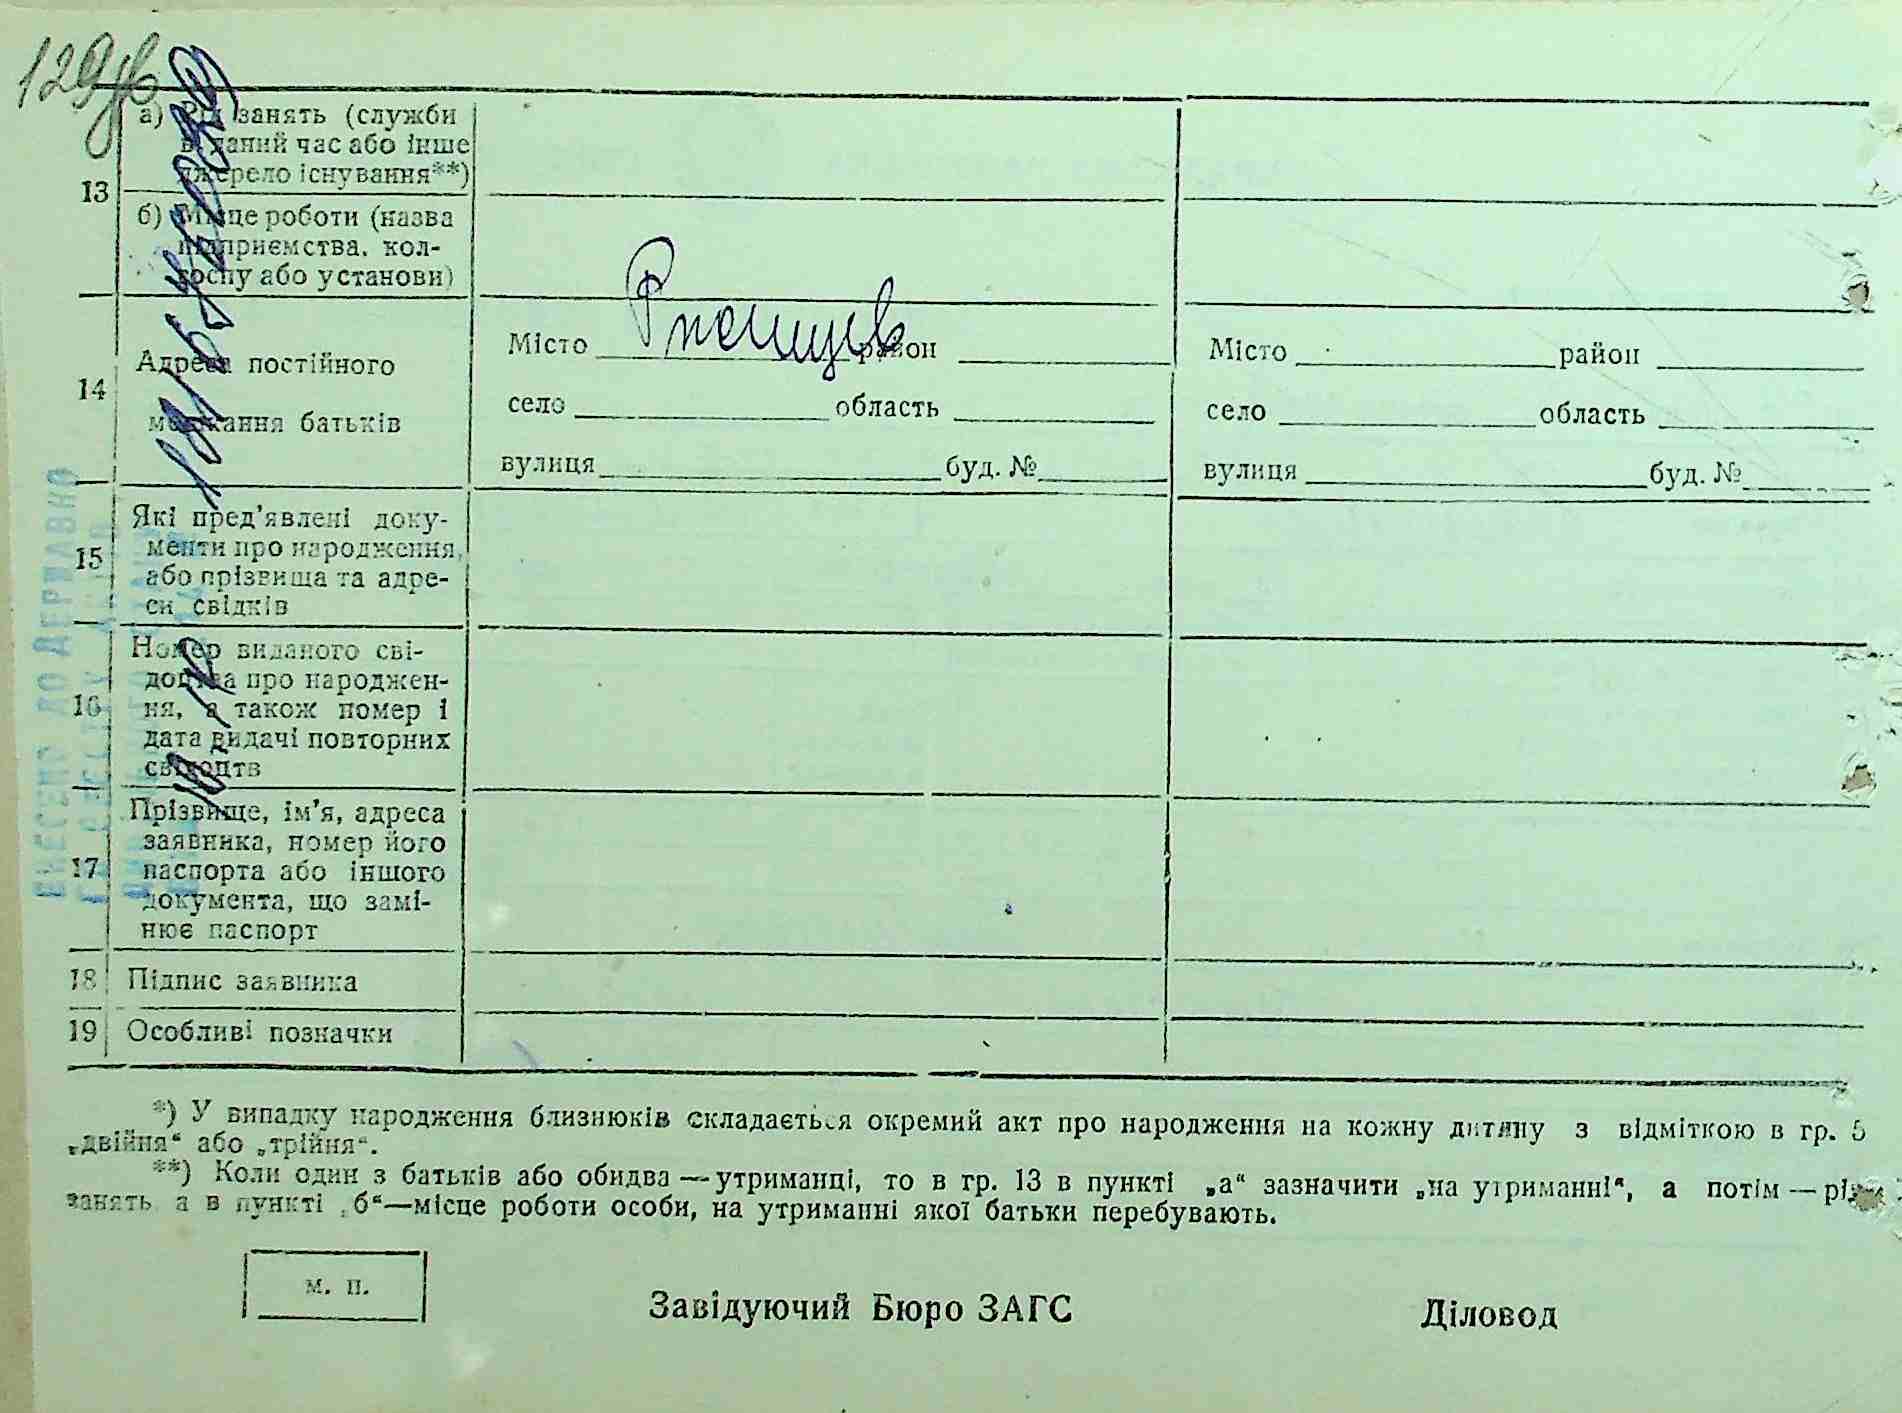 а) Рід занять (служби
в даний час або інше
джерело існування**)
13
б) Місце роботи (назва
підприємства, кол-
госпу або установи)
14
Адреса постійного
мешкання батьків
Місто район
село область
вулиця буд. №
Місто район
село область
вулиця буд. №
15
Які пред'явлені доку-
менти про народження,
або прізвища та адре-
си свідків
16
Номер виданого сві-
доцтва про народжен-
ня, а також номер і
дата видачі повторних
свідоцтв
17
Прізвище, ім'я, адреса
заявника, номер його
паспорта або іншого
документа, що замі-
нює паспорт
18 Підпис заявника
19 Особливі позначки
*) У випадку народження близнюків складається окремий акт про народження на кожну дитину з відміткою в гр. 5
„двійня“ або „трійня“.
**) Коли один з батьків або обидва — утриманці, то в гр. 13 в пункті „а“ зазначити „на утриманні“, а потім — рід
занять, а в пункті „б“—місце роботи особи, на утриманні якої батьки перебувають.
м. п.
Завідуючий Бюро ЗАГС Діловод
ВНЕСЕНО ДО ДЕРЖАВНО